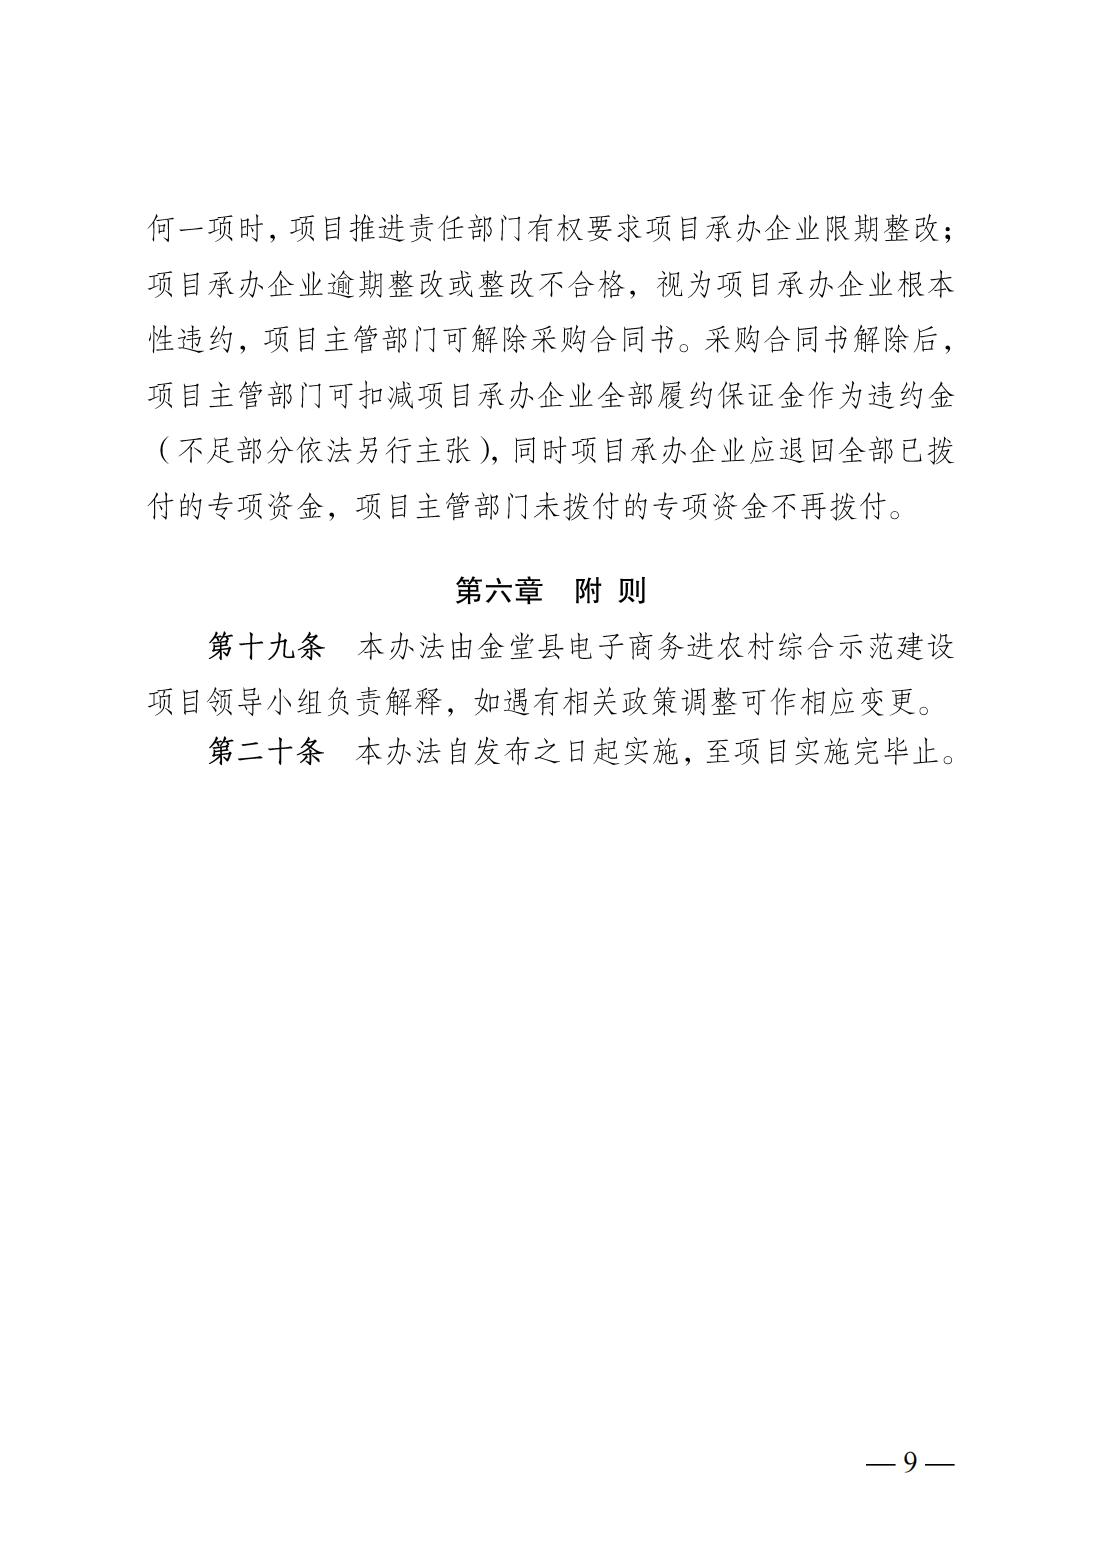 何一项时，项目推进责任部门有权要求项目承办企业限期整改；
项目承办企业逾期整改或整改不合格，视为项目承办企业根本
性违约，项目主管部门可解除采购合同书。采购合同书解除后，
项目主管部门可扣减项目承办企业全部履约保证金作为违约金
（不足部分依法另行主张），同时项目承办企业应退回全部已拨
付的专项资金，项目主管部门未拨付的专项资金不再拨付。
第六章　附 则
第十九条　本办法由金堂县电子商务进农村综合示范建设
项目领导小组负责解释，如遇有相关政策调整可作相应变更。
第二十条　本办法自发布之日起实施，至项目实施完毕止。
— 9 —